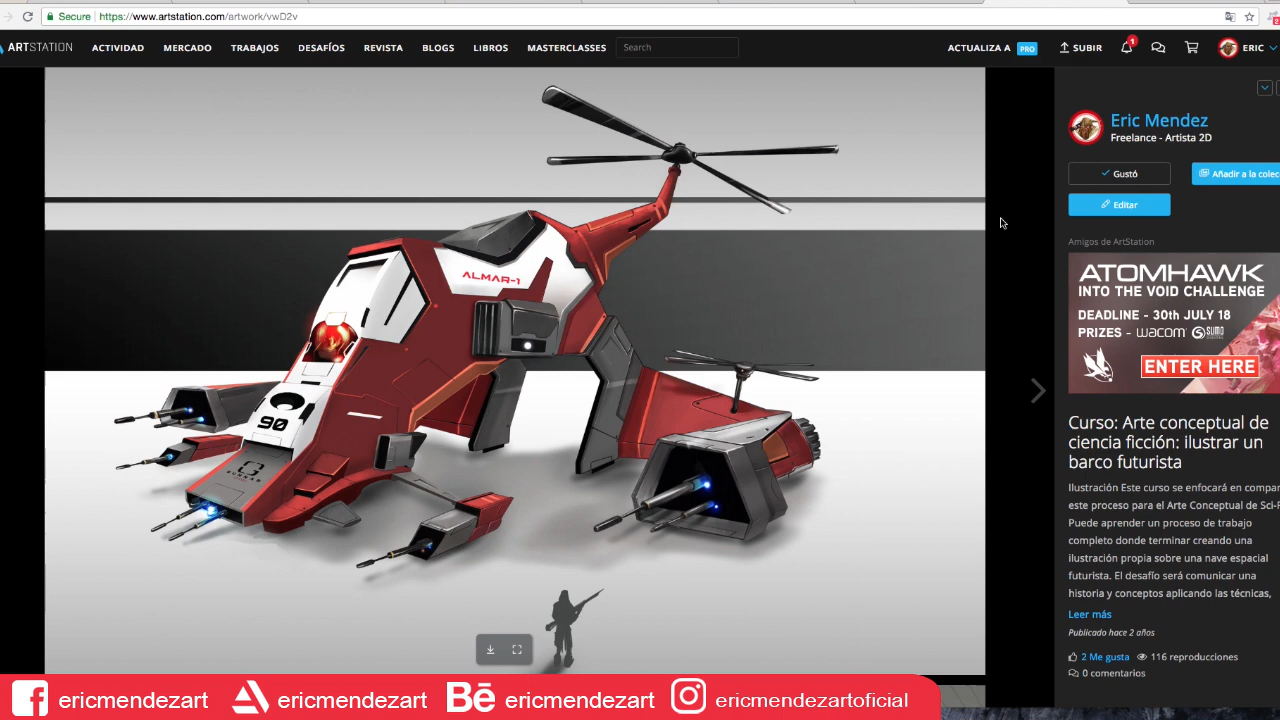 Secure https://www.artstation.com/artwork/vwD2v
ARTSTATION ACTIVIDAD MERCADO TRABAJOS DESAFÍOS REVISTA BLOGS LIBROS MASTERCLASSES Search ACTUALIZA A PRO SUBIR 1 ERIC
Eric Mendez
Freelance - Artista 2D
Gustó Añadir a la colec
Editar
Amigos de ArtStation
ATOMHAWK
INTO THE VOID CHALLENGE
DEADLINE - 30th JULY 18
PRIZES - wacom SUMO
ENTER HERE
ALMAR-1
90
Curso: Arte conceptual de
ciencia ficción: ilustrar un
barco futurista
Ilustración Este curso se enfocará en compar
este proceso para el Arte Conceptual de Sci-F
Puede aprender un proceso de trabajo
completo donde terminar creando una
ilustración propia sobre una nave espacial
futurista. El desafío será comunicar una
historia y conceptos aplicando las técnicas,
Leer más
Publicado hace 2 años
2 Me gusta 116 reproducciones
0 comentarios
ericmendezart ericmendezart Bē ericmendezart ericmendezartoficial